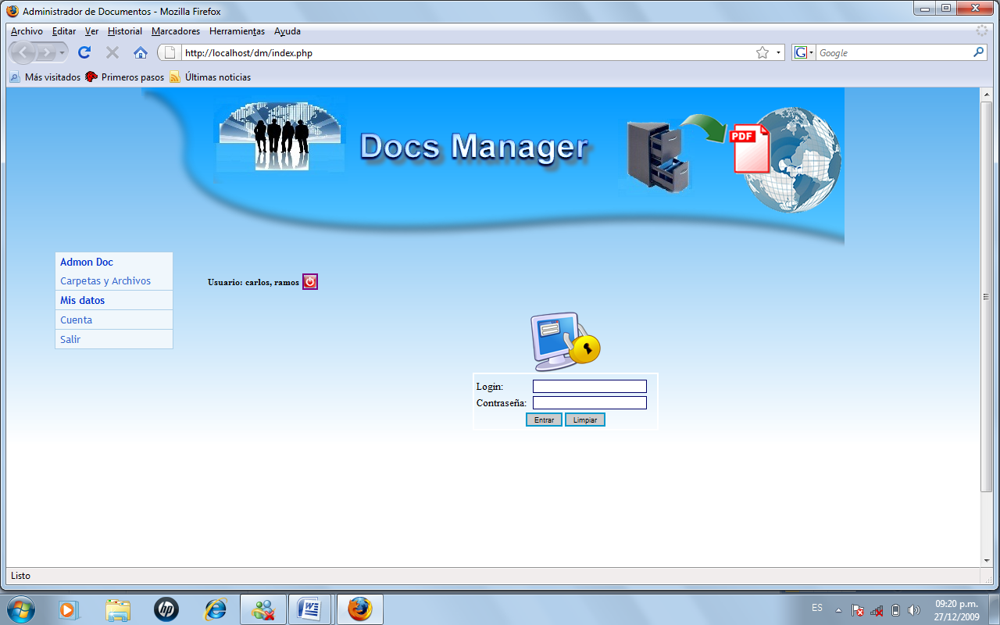 Administrador de Documentos - Mozilla Firefox
Archivo Editar Ver Historial Marcadores Herramientas Ayuda
http://localhost/dm/index.php
G Google
Más visitados Primeros pasos Últimas noticias
Docs Manager
PDF
Admon Doc
Carpetas y Archivos
Mis datos
Cuenta
Salir
Usuario: carlos, ramos
Login:
Contraseña:
Entrar Limpiar
Listo
hp
W
ES
09:20 p.m.
27/12/2009